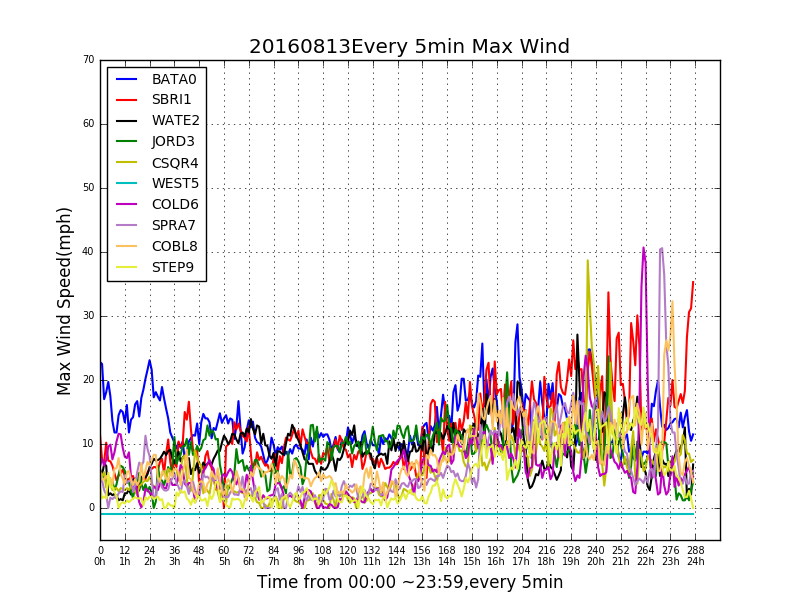 20160813Every 5min Max Wind
70
60
50
40
30
20
10
0
Max Wind Speed(mph)
BATA0
SBRI1
WATE2
JORD3
CSQR4
WEST5
COLD6
SPRA7
COBL8
STEP9
0 12 24 36 48 60 72 84 96 108 120 132 144 156 168 180 192 204 216 228 240 252 264 276 288
0h 1h 2h 3h 4h 5h 6h 7h 8h 9h 10h 11h 12h 13h 14h 15h 16h 17h 18h 19h 20h 21h 22h 23h 24h
Time from 00:00 ~23:59,every 5min